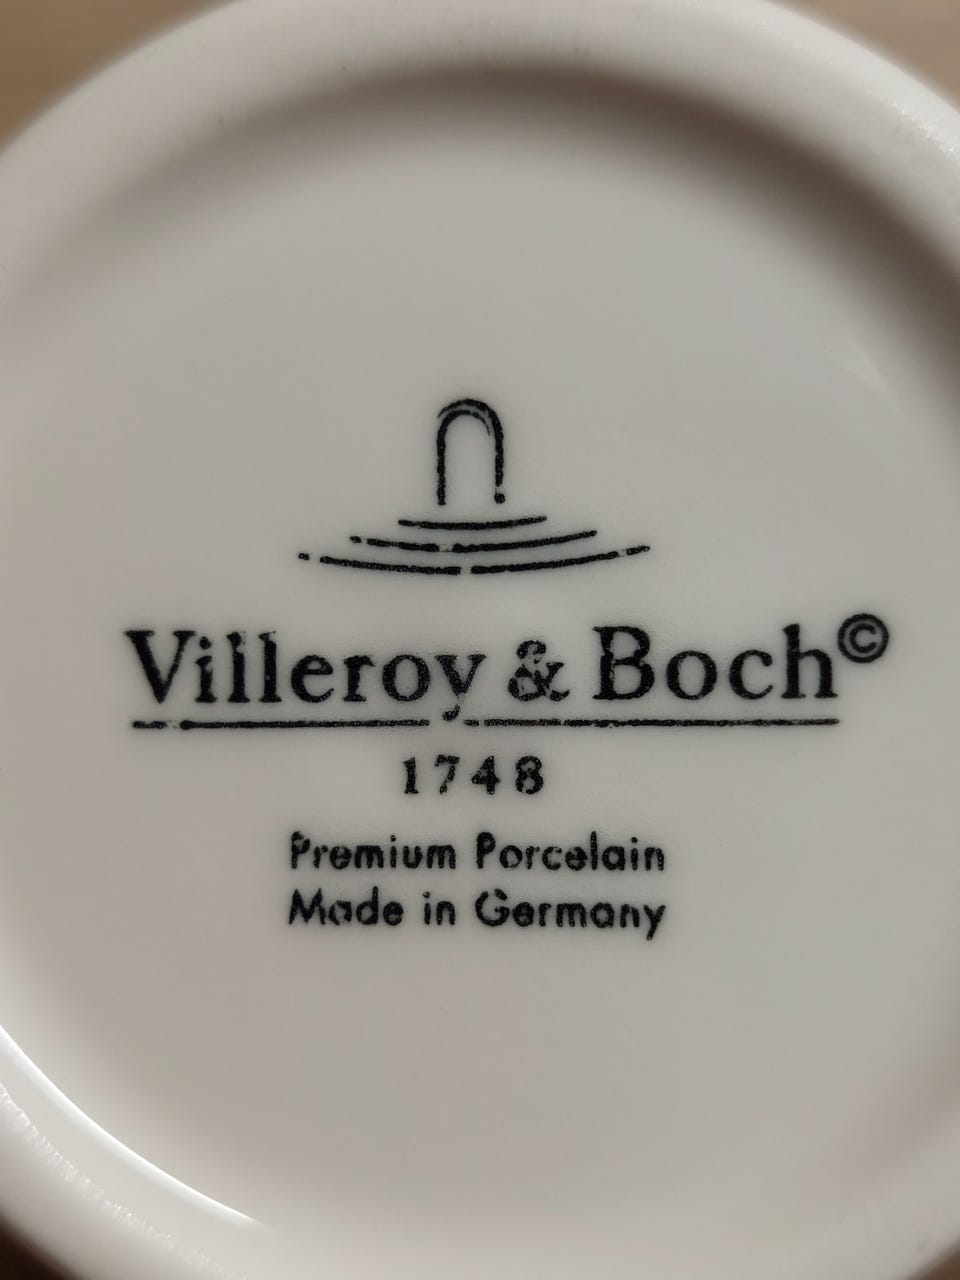 Villeroy & Boch©
1748
Premium Porcelain
Made in Germany